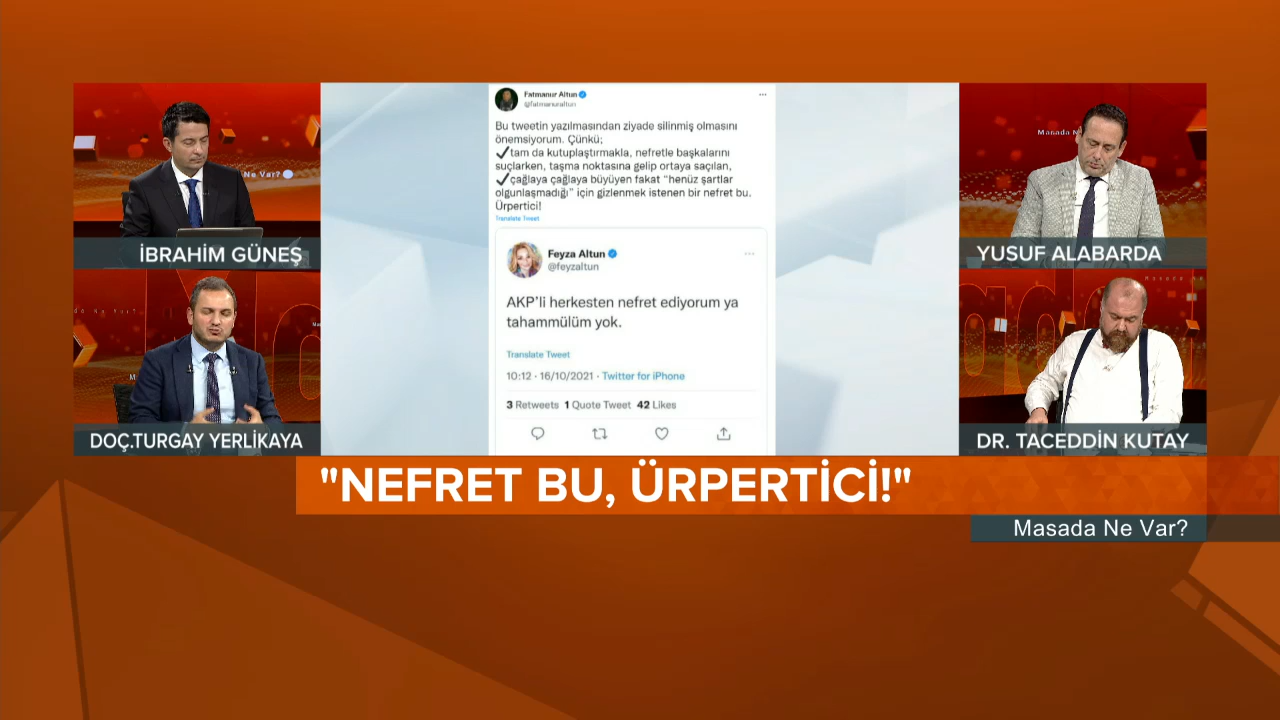 Fatmanur Altun
@fatmanuraltun
Bu tweetin yazılmasından ziyade silinmiş olmasını
önemsiyorum. Çünkü;
✔tam da kutuplaştırmakla, nefretle başkalarını
suçlarken, taşma noktasına gelip ortaya saçılan,
✔çağlaya çağlaya büyüyen fakat "henüz şartlar
olgunlaşmadığı" için gizlenmek istenen bir nefret bu.
Ürpertici!
Translate Tweet
Feyza Altun
@feyzaltun
AKP'li herkesten nefret ediyorum ya
tahammülüm yok.
Translate Tweet
10:12 · 16/10/2021 · Twitter for iPhone
3 Retweets 1 Quote Tweet 42 Likes
Ne Var?
İBRAHİM GÜNEŞ
Masada Ne
YUSUF ALABARDA
DOÇ.TURGAY YERLİKAYA
DR. TACEDDİN KUTAY
"NEFRET BU, ÜRPERTİCİ!"
Masada Ne Var?